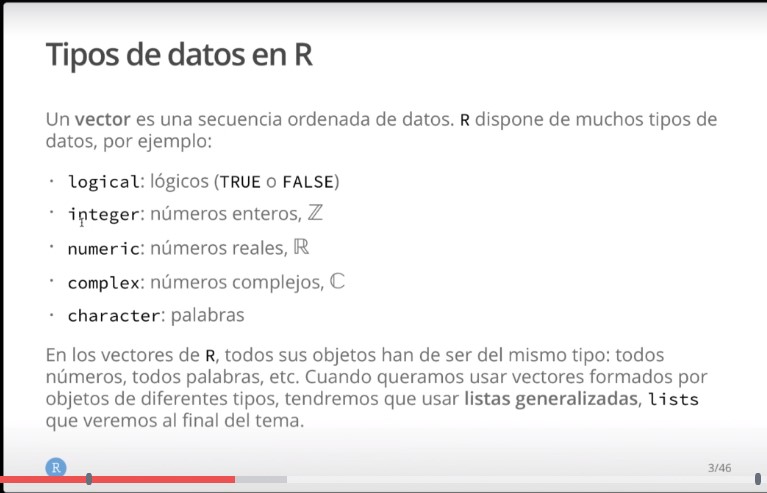 Tipos de datos en R
Un vector es una secuencia ordenada de datos. R dispone de muchos tipos de
datos, por ejemplo:
· logical: lógicos (TRUE o FALSE)
· integer: números enteros, ℤ
· numeric: números reales, ℝ
· complex: números complejos, ℂ
· character: palabras
En los vectores de R, todos sus objetos han de ser del mismo tipo: todos
números, todos palabras, etc. Cuando queramos usar vectores formados por
objetos de diferentes tipos, tendremos que usar listas generalizadas, lists
que veremos al final del tema.
R
3/46